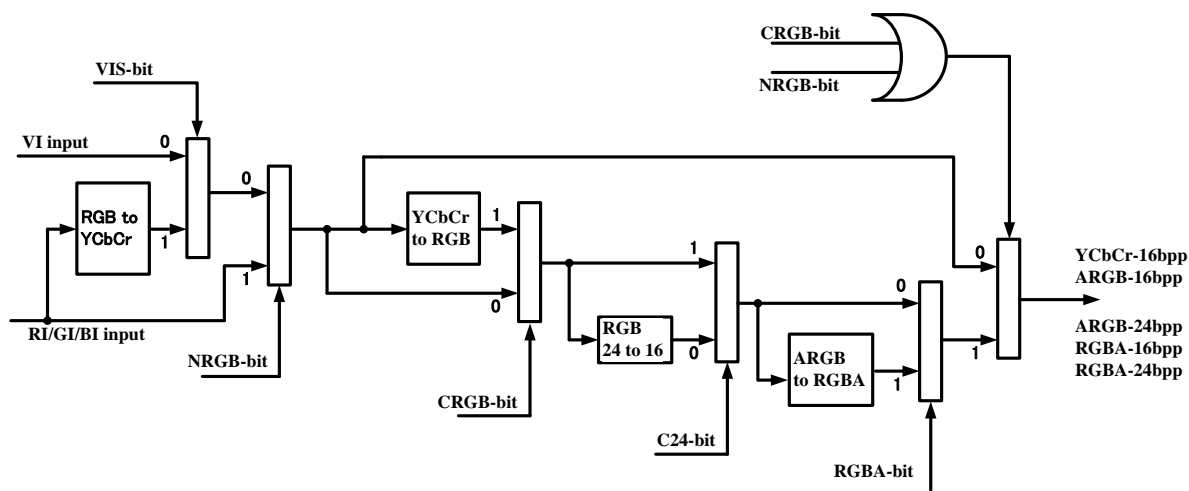 CRGB-bit
NRGB-bit
VIS-bit
VI input
0
RGB to
YCbCr
1
0
1
RI/GI/BI input
NRGB-bit
YCbCr
to RGB
1
0
CRGB-bit
1
RGB
24 to 16
0
C24-bit
0
ARGB
to RGBA
1
RGBA-bit
0
1
YCbCr-16bpp
ARGB-16bpp
ARGB-24bpp
RGBA-16bpp
RGBA-24bpp